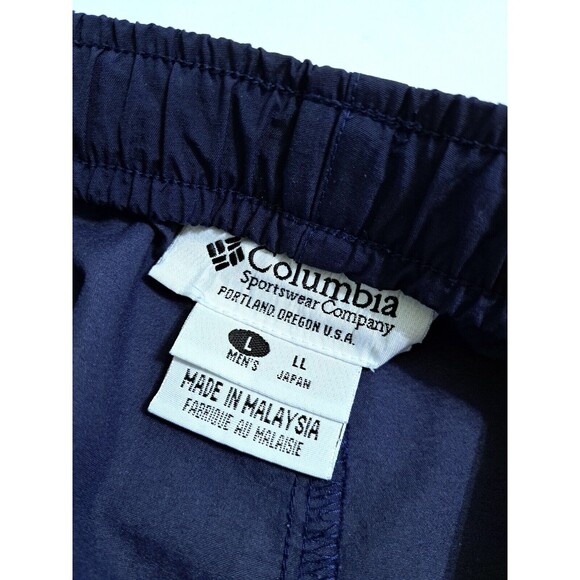 Columbia
Sportswear Company
PORTLAND, OREGON U.S.A.
L LL
MEN'S JAPAN
MADE IN MALAYSIA
FABRIQUE AU MALAISIE